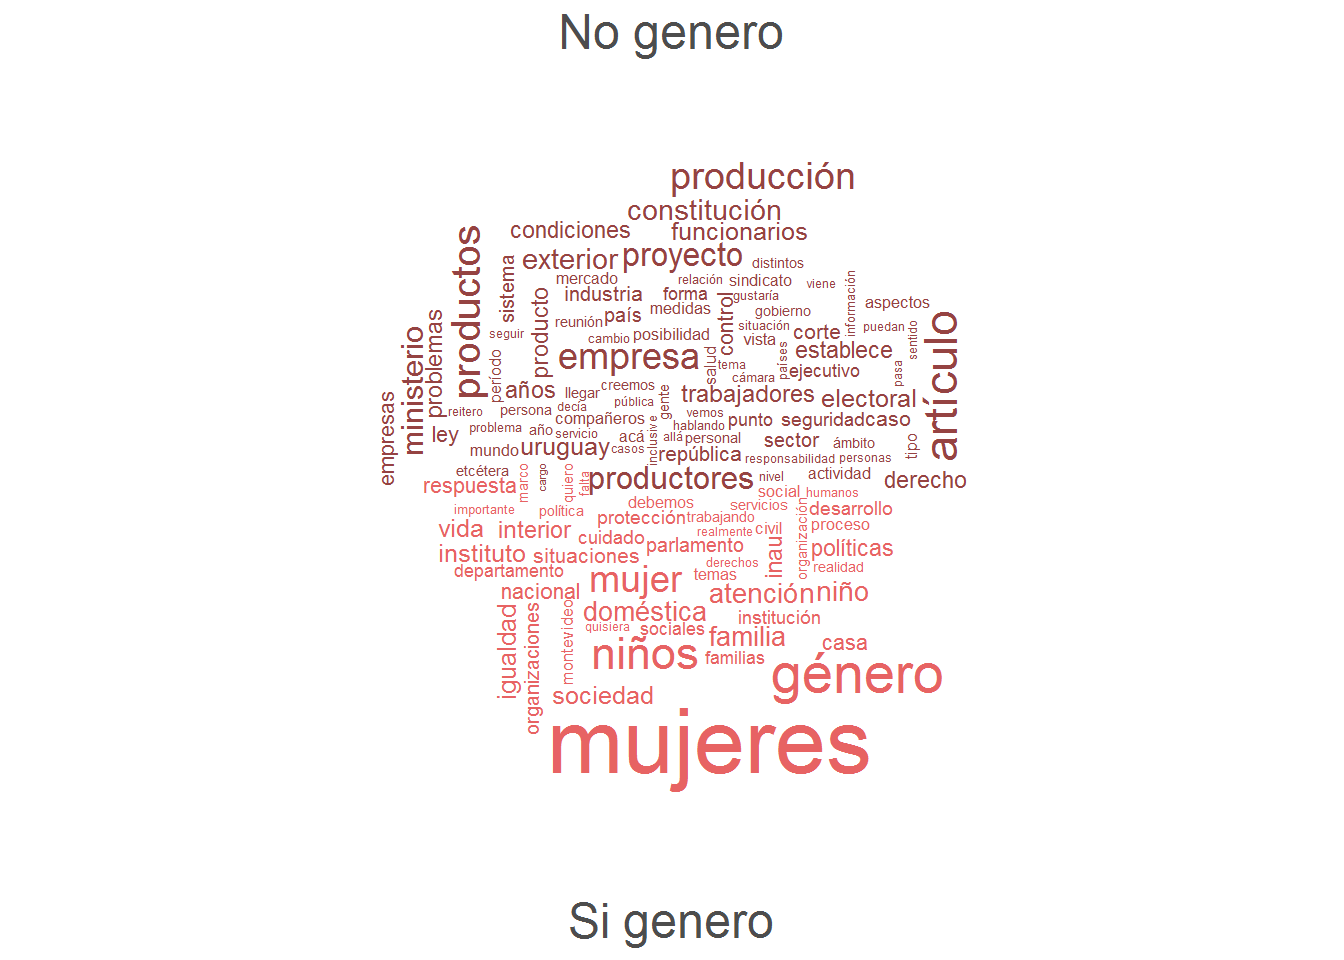 No genero
producción
constitución
condiciones
funcionarios
exterior
proyecto
distintos
productos
sistema
mercado
relación
sindicato
viene
información
industria
forma
gustaría
aspectos
producto
país
medidas
control
gobierno
problemas
reunión
situación
puedan
sentido
artículo
ministerio
seguir
cambio
posibilidad
vista
corte
período
empresa
salud
tema
países
establece
cámara
ejecutivo
pasa
empresas
años
llegar
creemos
gente
trabajadores
electoral
reitero
persona
decía
pública
vemos
compañeros
punto
seguridad
caso
ley
problema
año
servicio
acá
inclusive
allá
hablando
personal
sector
ámbito
tipo
mundo
uruguay
casos
república
responsabilidad
personas
etcétera
marco
cargo
quiero
falta
productores
nivel
actividad
derecho
respuesta
social
humanos
importante
política
debemos
servicios
organización
desarrollo
vida
interior
protección
trabajando
realmente
civil
proceso
cuidado
parlamento
inau
políticas
instituto
situaciones
derechos
realidad
departamento
mujer
temas
nacional
atención
niño
igualdad
organizaciones
montevideo
doméstica
institución
quisiera
sociales
familia
casa
niños
familias
género
sociedad
mujeres
Si genero